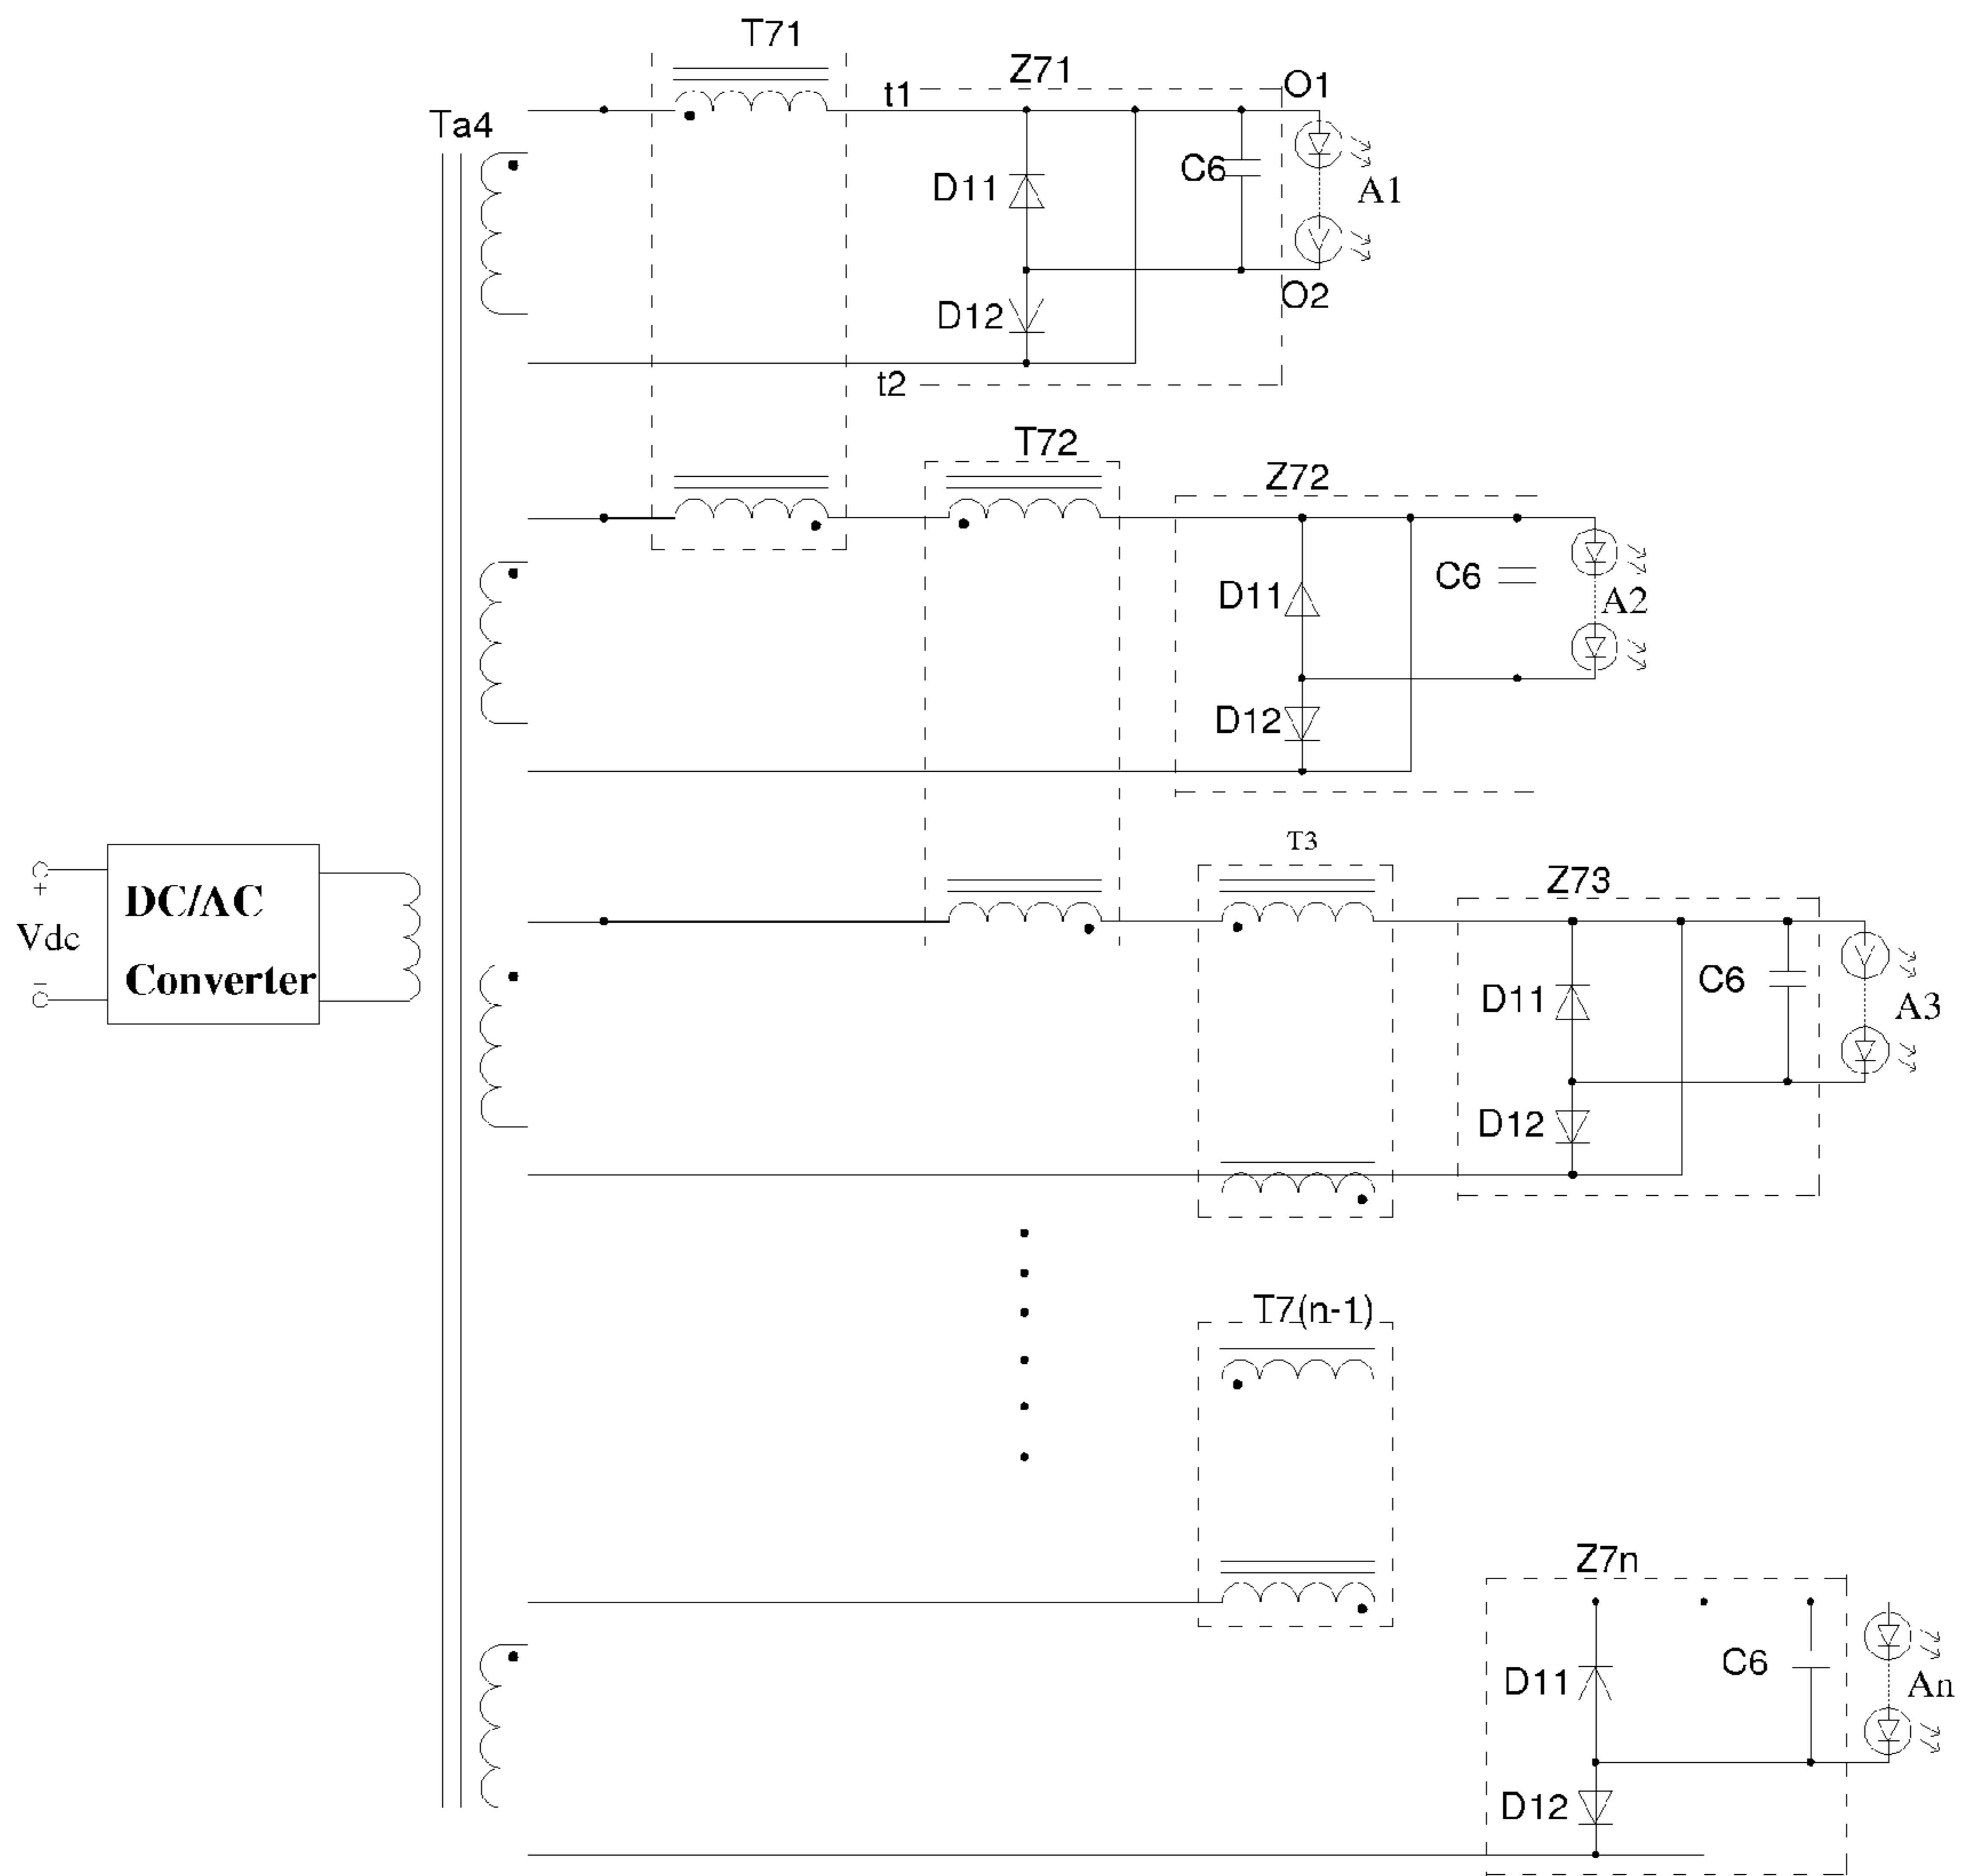 T71
Z71
t1
O1
Ta4
D11
C6
A1
O2
D12
t2
T72
Z72
D11
C6
A2
D12
T3
Z73
DC/AC
Converter
+
Vdc
-
D11
C6
A3
D12
T7(n-1)
Z7n
D11
C6
An
D12